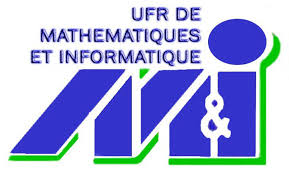 UFR DE
MATHEMATIQUES
ET INFORMATIQUE
M&i